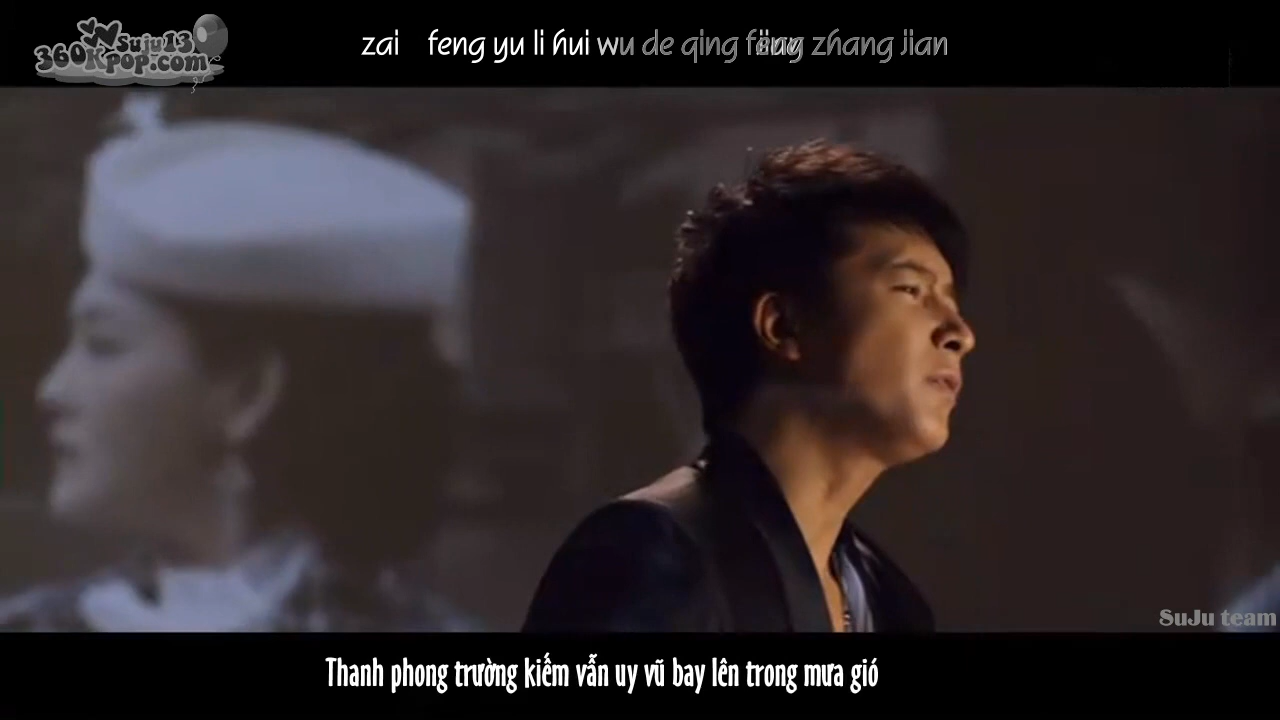 Suju13
360Kpop.com
zai feng yu li hui wu de qing feng zhang jian
SuJu team
Thanh phong trường kiếm vẫn uy vũ bay lên trong mưa gió